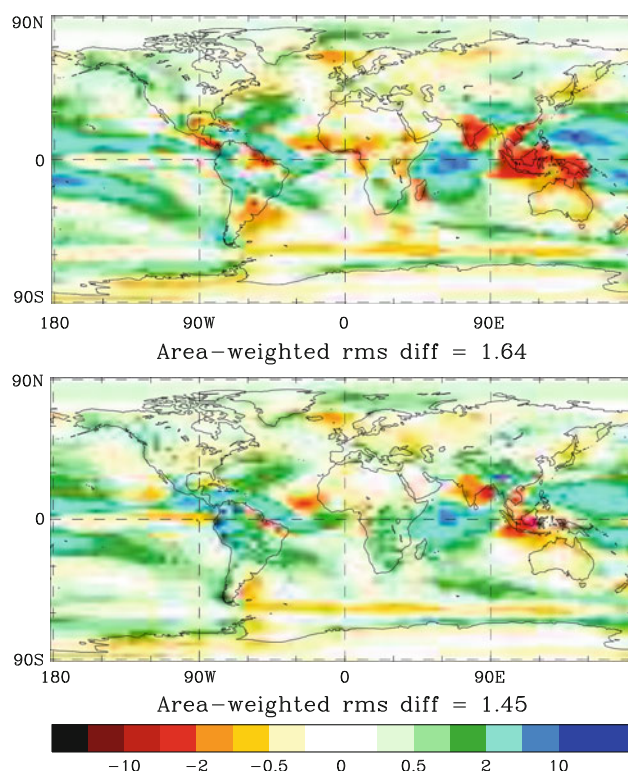 90N
0
90S
180 90W 0 90E
Area-weighted rms diff = 1.64
90N
0
90S
180 90W 0 90E
Area-weighted rms diff = 1.45
-10 -2 -0.5 0 0.5 2 10